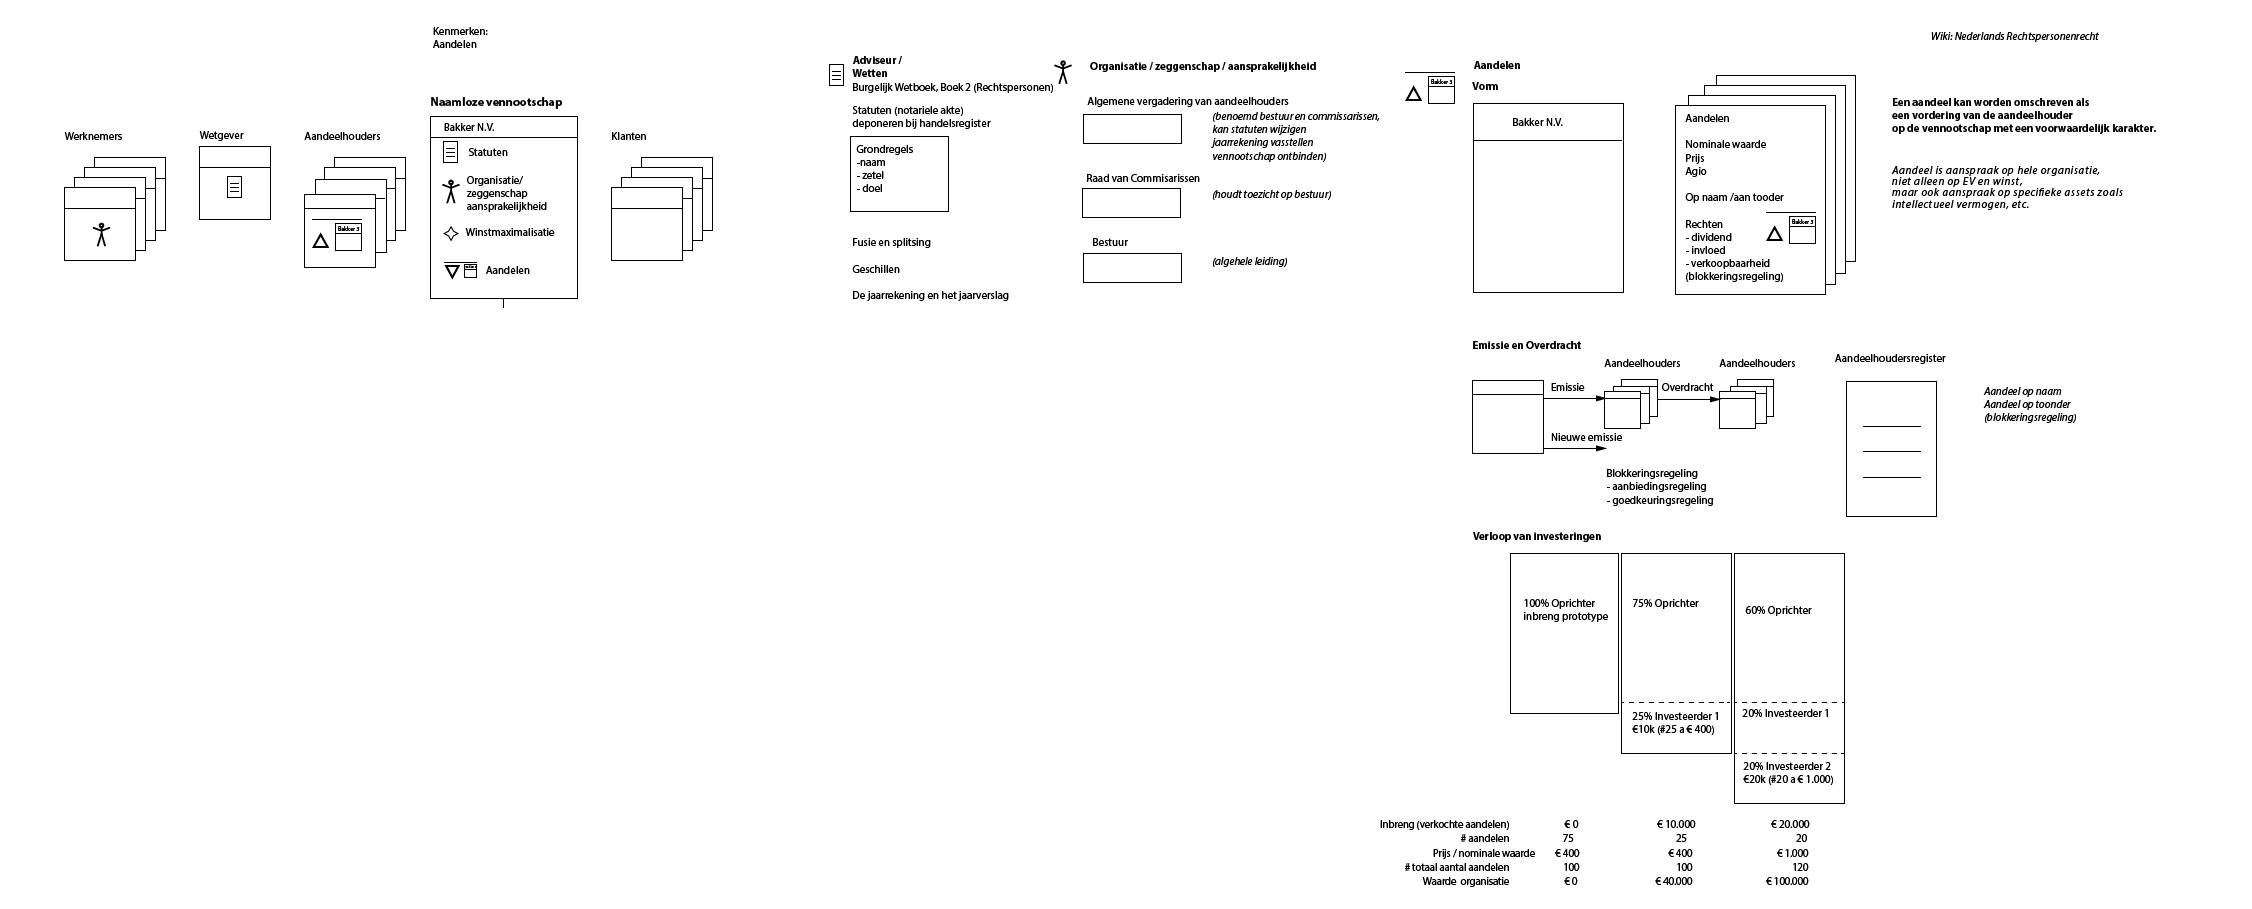 Kenmerken:
Aandelen
Wiki: Nederlands Rechtspersonenrecht
Naamloze vennootschap
Werknemers
Wetgever
Aandeelhouders
Bakker 3
Bakker N.V.
Statuten
Organisatie/
zeggenschap
aansprakelijkheid
Winstmaximalisatie
Aandelen
Klanten
Adviseur /
Wetten
Burgelijk Wetboek, Boek 2 (Rechtspersonen)
Statuten (notariele akte)
deponeren bij handelsregister
Grondregels
-naam
- zetel
- doel
Fusie en splitsing
Geschillen
De jaarrekening en het jaarverslag
Organisatie / zeggenschap / aansprakelijkheid
Algemene vergadering van aandeelhouders
(benoemd bestuur en commissarissen,
kan statuten wijzigen
jaarrekening vasstellen
vennootschap ontbinden)
Raad van Commisarissen
(houdt toezicht op bestuur)
Bestuur
(algehele leiding)
Bakker 3
Aandelen
Vorm
Bakker N.V.
Aandelen
Nominale waarde
Prijs
Agio
Op naam /aan tooder
Rechten
- dividend
- invloed
- verkoopbaarheid
(blokkeringsregeling)
Bakker 3
Een aandeel kan worden omschreven als
een vordering van de aandeelhouder
op de vennootschap met een voorwaardelijk karakter.
Aandeel is aanspraak op hele organisatie,
niet alleen op EV en winst,
maar ook aanspraak op specifieke assets zoals
intellectueel vermogen, etc.
Emissie en Overdracht
Aandeelhouders
Aandeelhouders
Aandeelhoudersregister
Emissie
Overdracht
Nieuwe emissie
Blokkeringsregeling
- aanbiedingsregeling
- goedkeuringsregeling
Aandeel op naam
Aandeel op toonder
(blokkeringsregeling)
Verloop van investeringen
100% Oprichter
inbreng prototype
75% Oprichter
60% Oprichter
25% Investeerder 1
€10k (#25 a € 400)
20% Investeerder 1
20% Investeerder 2
€20k (#20 a € 1.000)
Inbreng (verkochte aandelen) € 0 € 10.000 € 20.000
# aandelen 75 25 20
Prijs / nominale waarde € 400 € 400 € 1.000
# totaal aantal aandelen 100 100 120
Waarde organisatie € 0 € 40.000 € 100.000